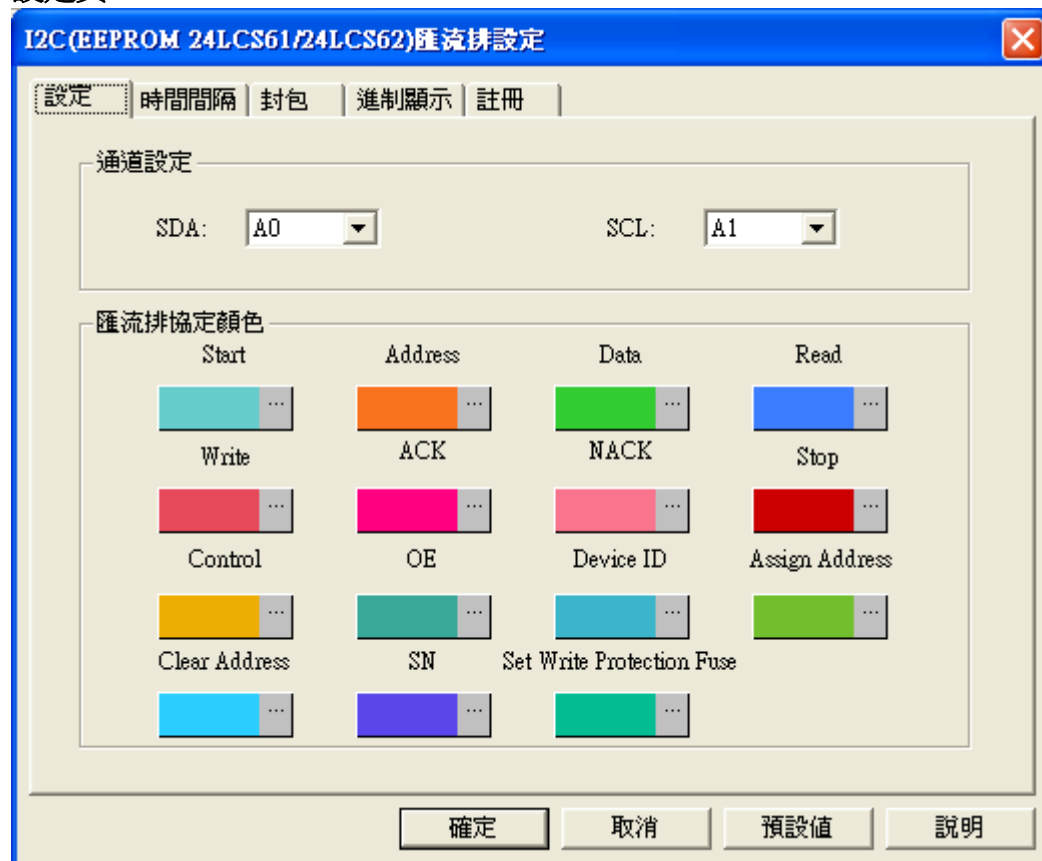 I2C(EEPROM 24LCS61/24LCS62)匯流排設定
設定 時間間隔 封包 進制顯示 註冊
通道設定
SDA: A0 SCL: A1
匯流排協定顏色
Start Address Data Read
... ... ... ...
Write ACK NACK Stop
... ... ... ...
Control OE Device ID Assign Address
... ... ... ...
Clear Address SN Set Write Protection Fuse
... ... ...
確定 取消 預設值 說明